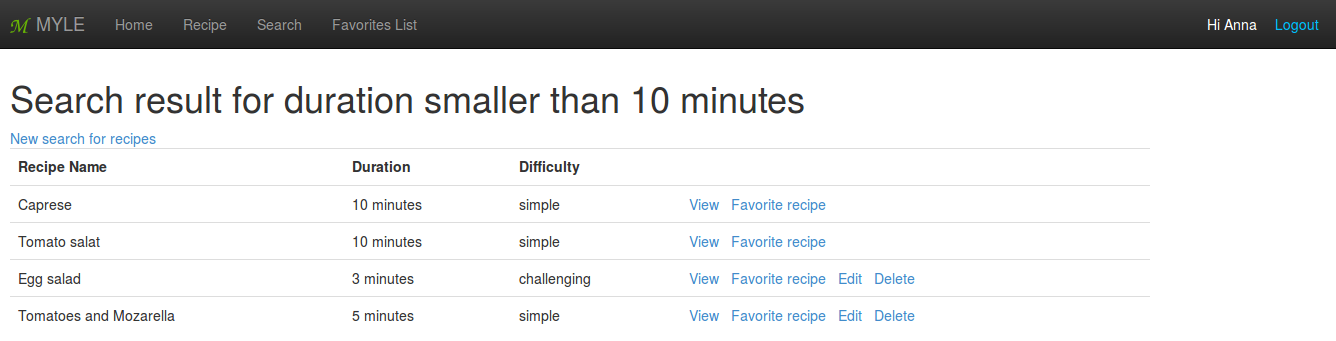 M MYLE Home Recipe Search Favorites List Hi Anna Logout
Search result for duration smaller than 10 minutes
New search for recipes
Recipe Name Duration Difficulty
Caprese 10 minutes simple View Favorite recipe
Tomato salat 10 minutes simple View Favorite recipe
Egg salad 3 minutes challenging View Favorite recipe Edit Delete
Tomatoes and Mozarella 5 minutes simple View Favorite recipe Edit Delete